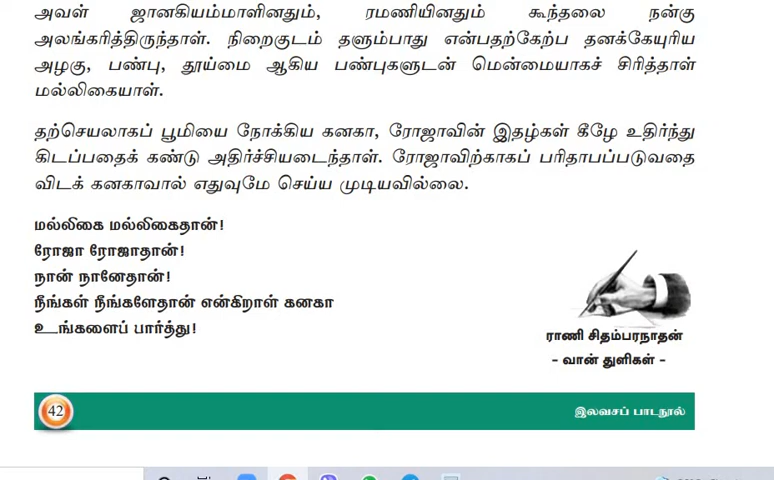 அவள் ஜானகியம்மாளினதும், ரமணியினதும் கூந்தலை நன்கு
அலங்கரித்திருந்தாள். நிறைகுடம் தளும்பாது என்பதற்கேற்ப தனக்கேயுரிய
அழகு, பண்பு, தூய்மை ஆகிய பண்புகளுடன் மென்மையாகச் சிரித்தாள்
மல்லிகையாள்.
தற்செயலாகப் பூமியை நோக்கிய கனகா, ரோஜாவின் இதழ்கள் கீழே உதிர்ந்து
கிடப்பதைக் கண்டு அதிர்ச்சியடைந்தாள். ரோஜாவிற்காகப் பரிதாபப்படுவதை
விடக் கனகாவால் எதுவுமே செய்ய முடியவில்லை.
மல்லிகை மல்லிகைதான்!
ரோஜா ரோஜாதான்!
நான் நானேதான்!
நீங்கள் நீங்களேதான் என்கிறாள் கனகா
உங்களைப் பார்த்து!
ராணி சிதம்பரநாதன்
- வான் துளிகள் -
42
இலவசப் பாடநூல்